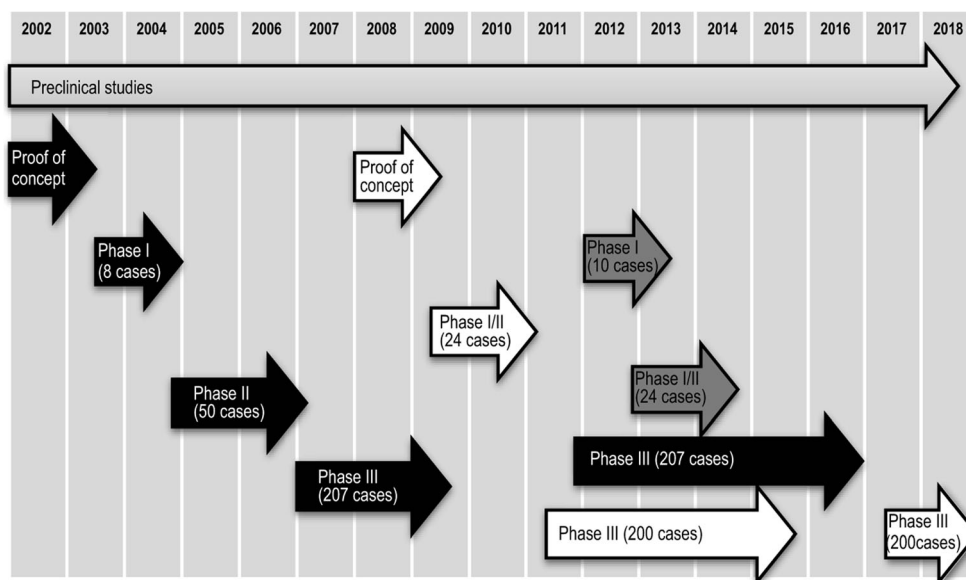 2002 2003 2004 2005 2006 2007 2008 2009 2010 2011 2012 2013 2014 2015 2016 2017 2018
Preclinical studies
Proof of
concept
Proof of
concept
Phase I
(8 cases)
Phase I
(10 cases)
Phase I/II
(24 cases)
Phase I/II
(24 cases)
Phase II
(50 cases)
Phase III (207 cases)
Phase III
(207 cases)
Phase III (200 cases)
Phase III
(200cases)